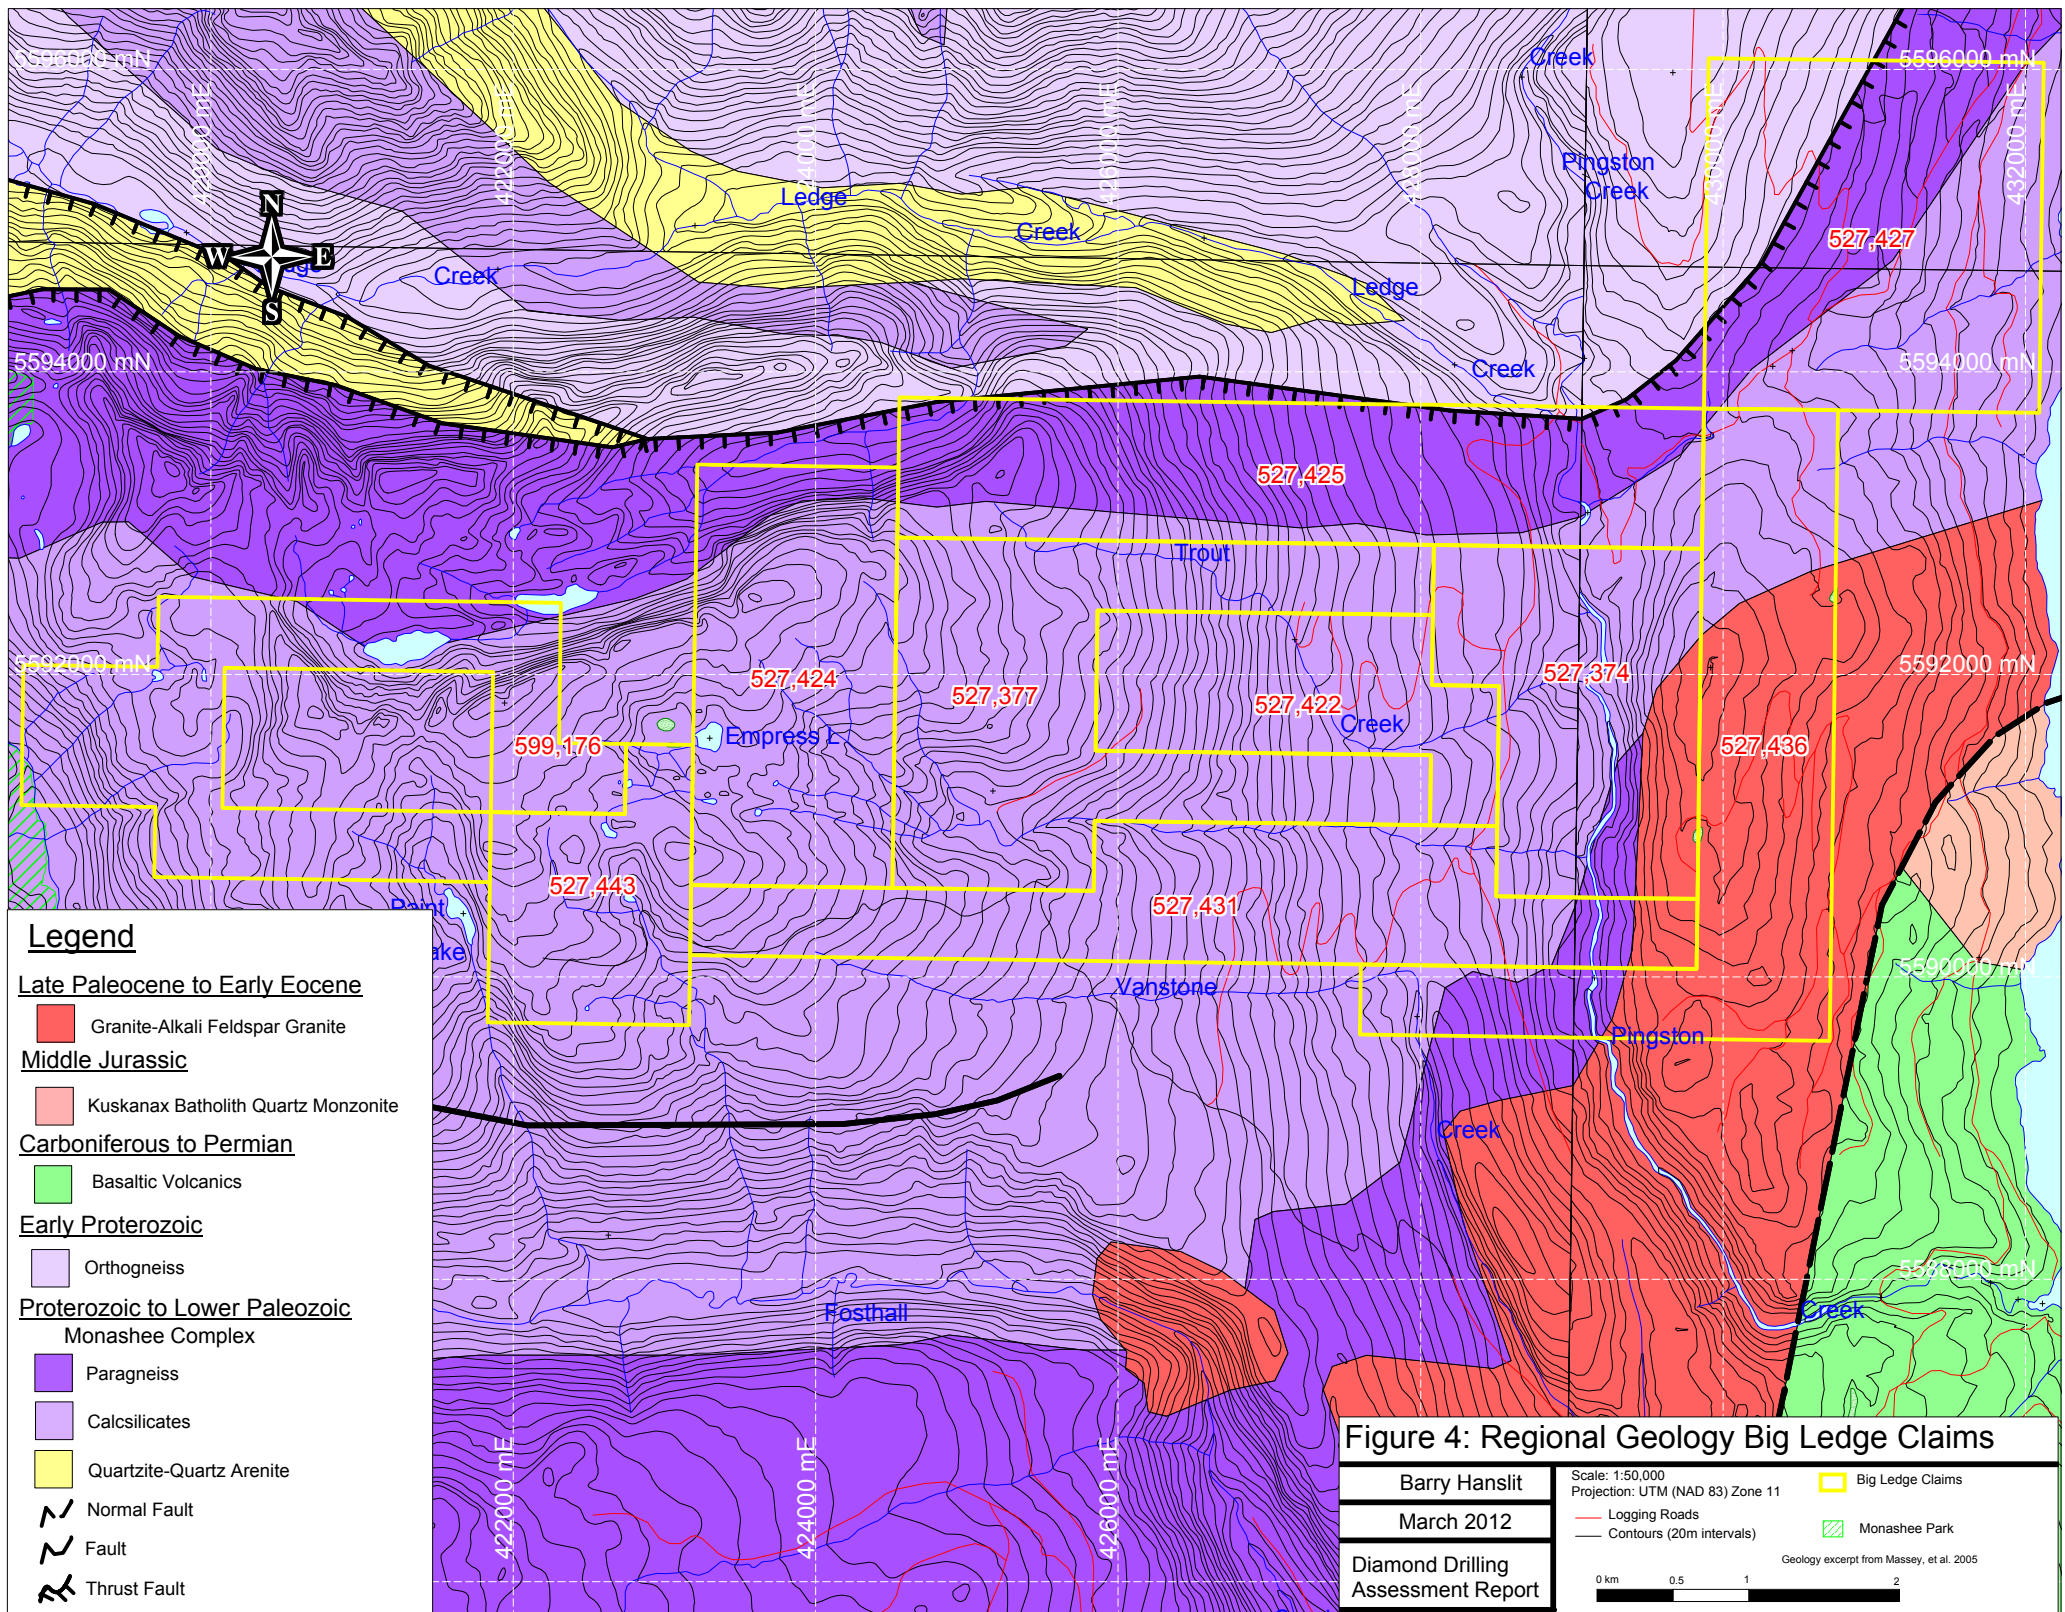 5596000 mN
5596000 mN
420000 mE
422000 mE
424000 mE
426000 mE
428000 mE
430000 mE
432000 mE
Creek
Pingston
Creek
Ledge
Creek
Creek
Ledge
Creek
N
W
E
S
527,427
5594000 mN
5594000 mN
527,425
Trout
5592000 mN
5592000 mN
527,424
527,377
527,422
527,374
Creek
Empress L.
599,176
527,436
527,443
527,431
Paint
5590000 mN
Vanstone
Pingston
Creek
5588000 mN
Fosthall
Creek
422000 mE
424000 mE
426000 mE
Legend
Late Paleocene to Early Eocene
Granite-Alkali Feldspar Granite
Middle Jurassic
Kuskanax Batholith Quartz Monzonite
Carboniferous to Permian
Basaltic Volcanics
Early Proterozoic
Orthogneiss
Proterozoic to Lower Paleozoic
Monashee Complex
Paragneiss
Calcsilicates
Quartzite-Quartz Arenite
Normal Fault
Fault
Thrust Fault
Figure 4: Regional Geology Big Ledge Claims
Barry Hanslit
March 2012
Diamond Drilling
Assessment Report
Scale: 1:50,000
Projection: UTM (NAD 83) Zone 11
Logging Roads
Contours (20m intervals)
Big Ledge Claims
Monashee Park
Geology excerpt from Massey, et al. 2005
0 km 0.5 1 2